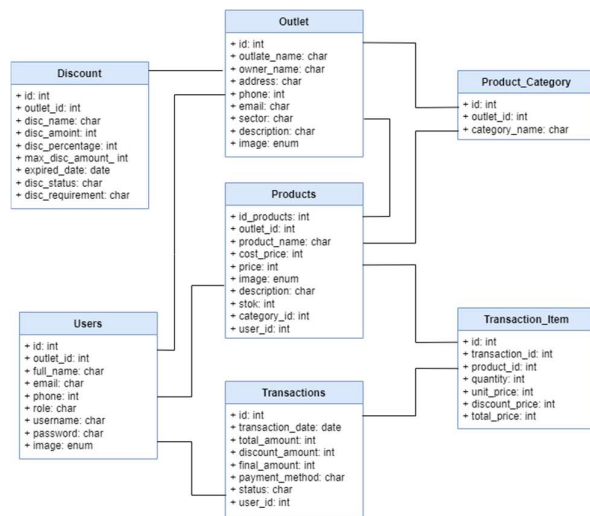 Outlet
+ id: int
+ outlate_name: char
+ owner_name: char
+ address: char
+ phone: int
+ email: char
+ sector: char
+ description: char
+ image: enum
Discount
+ id: int
+ outlet_id: int
+ disc_name: char
+ disc_amoint: int
+ disc_percentage: int
+ max_disc_amount_ int
+ expired_date: date
+ disc_status: char
+ disc_requirement: char
Product_Category
+ id: int
+ outlet_id: int
+ category_name: char
Products
+ id_products: int
+ outlet_id: int
+ product_name: char
+ cost_price: int
+ price: int
+ image: enum
+ description: char
+ stok: int
+ category_id: int
+ user_id: int
Users
+ id: int
+ outlet_id: int
+ full_name: char
+ email: char
+ phone: int
+ role: char
+ username: char
+ password: char
+ image: enum
Transaction_Item
+ id: int
+ transaction_id: int
+ product_id: int
+ quantity: int
+ unit_price: int
+ discount_price: int
+ total_price: int
Transactions
+ id: int
+ transaction_date: date
+ total_amount: int
+ discount_amount: int
+ final_amount: int
+ payment_method: char
+ status: char
+ user_id: int